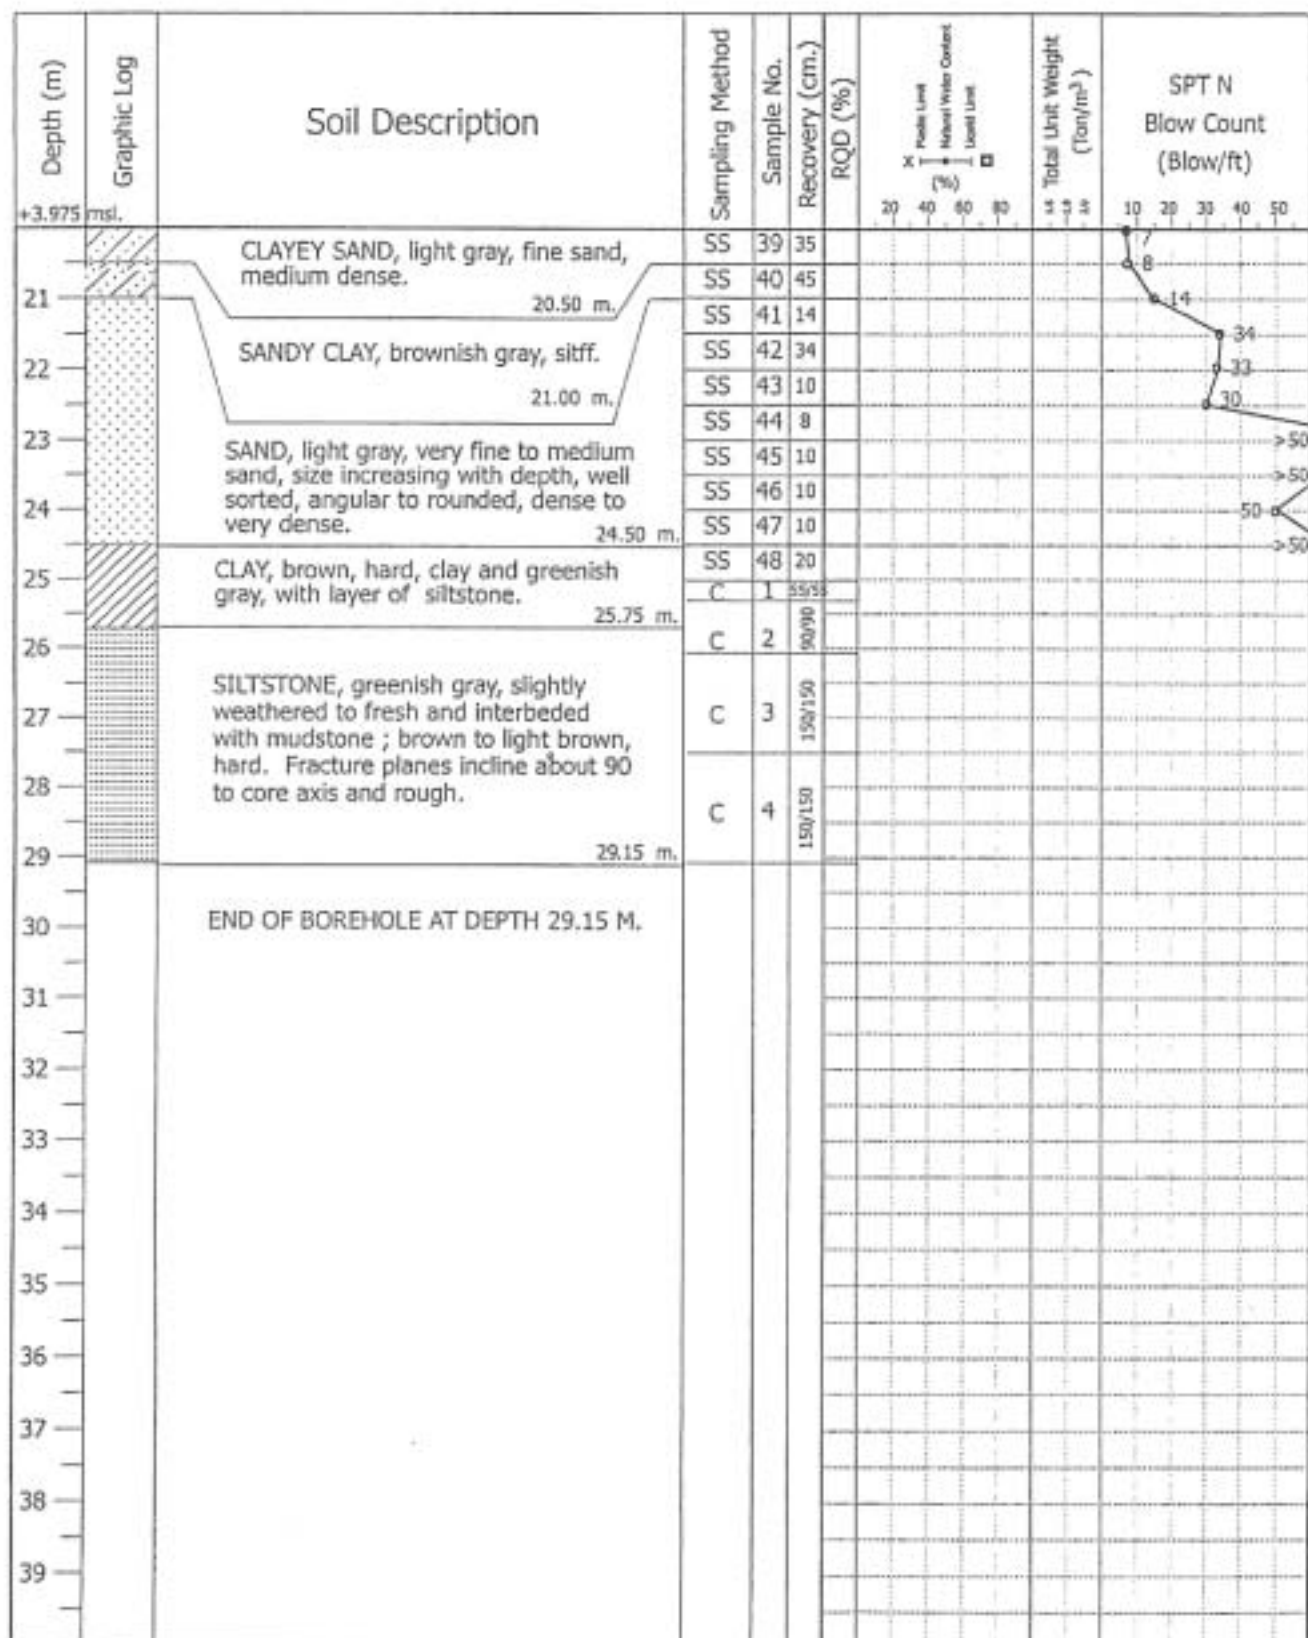 Depth (m)
+3.975 msl.
Graphic Log
Soil Description
Sampling Method
Sample No.
Recovery (cm.)
RQD (%)
Plastic Limit
Natural Water Content
Liquid Limit
(%)
20 40 60 80
Total Unit Weight
(Ton/m³)
SPT N
Blow Count
(Blow/ft)
10 20 30 40 50
CLAYEY SAND, light gray, fine sand,
medium dense.
20.50 m.
SANDY CLAY, brownish gray, sitff.
21.00 m.
SAND, light gray, very fine to medium
sand, size increasing with depth, well
sorted, angular to rounded, dense to
very dense.
24.50 m.
CLAY, brown, hard, clay and greenish
gray, with layer of siltstone.
25.75 m.
SILTSTONE, greenish gray, slightly
weathered to fresh and interbeded
with mudstone ; brown to light brown,
hard. Fracture planes incline about 90
to core axis and rough.
29.15 m.
END OF BOREHOLE AT DEPTH 29.15 M.
SS 39 35
SS 40 45
SS 41 14
SS 42 34
SS 43 10
SS 44 8
SS 45 10
SS 46 10
SS 47 10
SS 48 20
C 1 55/55
C 2 90/90
C 3 150/150
C 4 150/150
7
8
14
34
33
30
>50
>50
50
>50
21
22
23
24
25
26
27
28
29
30
31
32
33
34
35
36
37
38
39